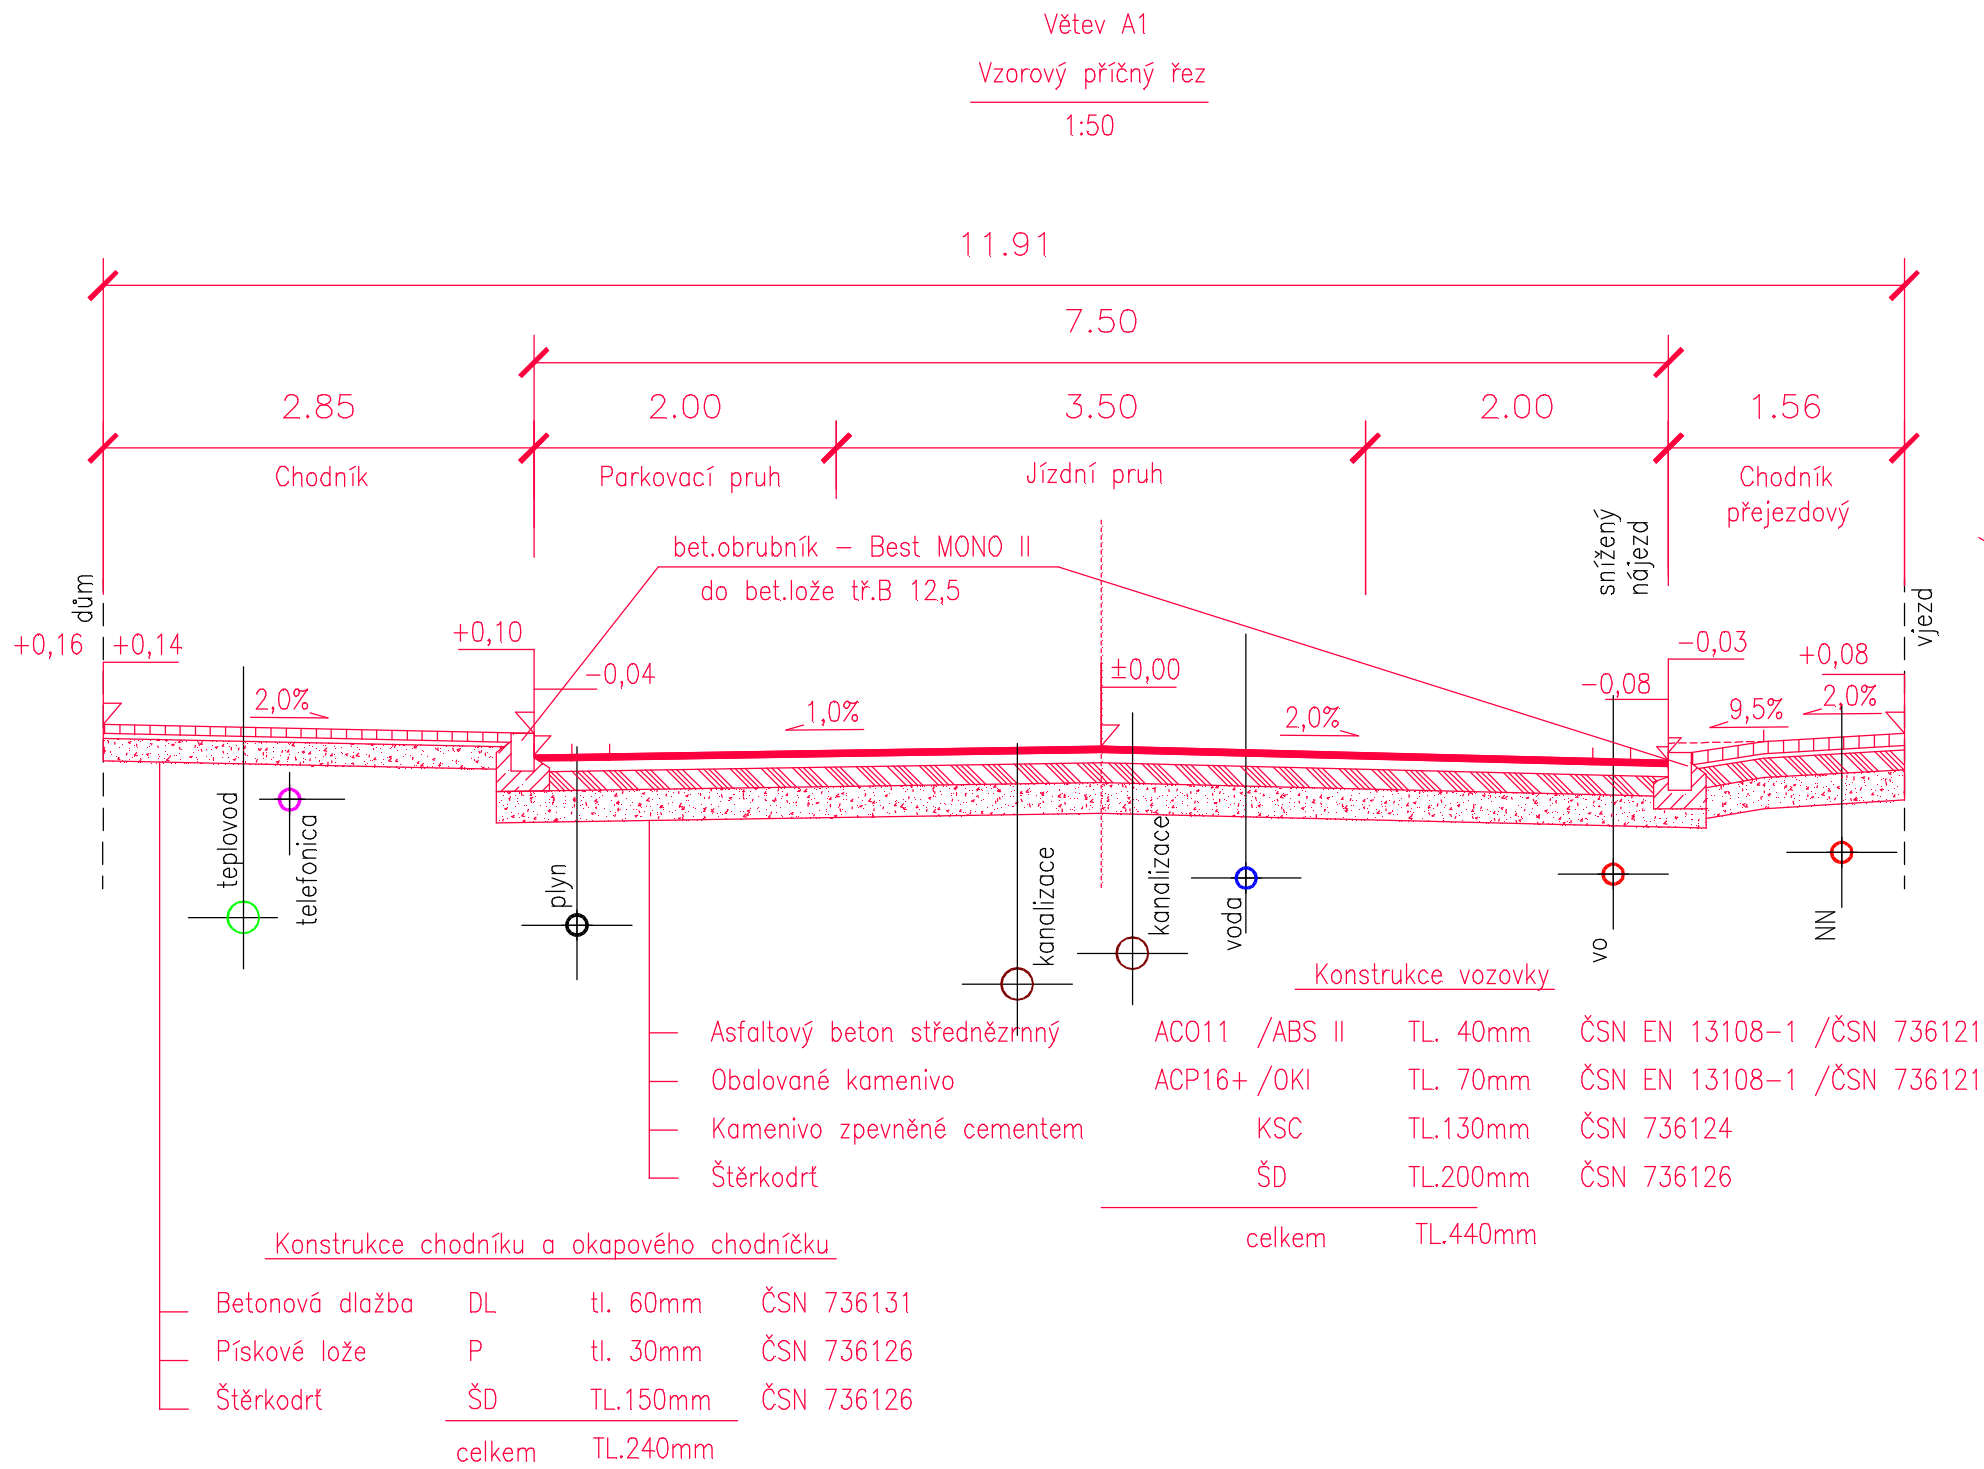 Větev A1
Vzorový příčný řez
1:50
11.91
7.50
2.85
2.00
3.50
2.00
1.56
Chodník
Parkovací pruh
Jízdní pruh
Chodník
přejezdový
snížený
nájezd
bet.obrubník – Best MONO II
do bet.lože tř.B 12,5
dům
vjezd
+0,16
+0,14
+0,10
-0,04
±0,00
-0,08
-0,03
+0,08
2,0%
1,0%
2,0%
9,5%
2,0%
teplovod
telefonica
plyn
kanalizace
kanalizace
voda
vo
NN
Konstrukce vozovky
Asfaltový beton střednězrnný ACO11 /ABS II TL. 40mm ČSN EN 13108-1 /ČSN 736121
Obalované kamenivo ACP16+ /OKI TL. 70mm ČSN EN 13108-1 /ČSN 736121
Kamenivo zpevněné cementem KSC TL.130mm ČSN 736124
Štěrkodrť ŠD TL.200mm ČSN 736126
celkem TL.440mm
Konstrukce chodníku a okapového chodníčku
Betonová dlažba DL tl. 60mm ČSN 736131
Pískové lože P tl. 30mm ČSN 736126
Štěrkodrť ŠD TL.150mm ČSN 736126
celkem TL.240mm